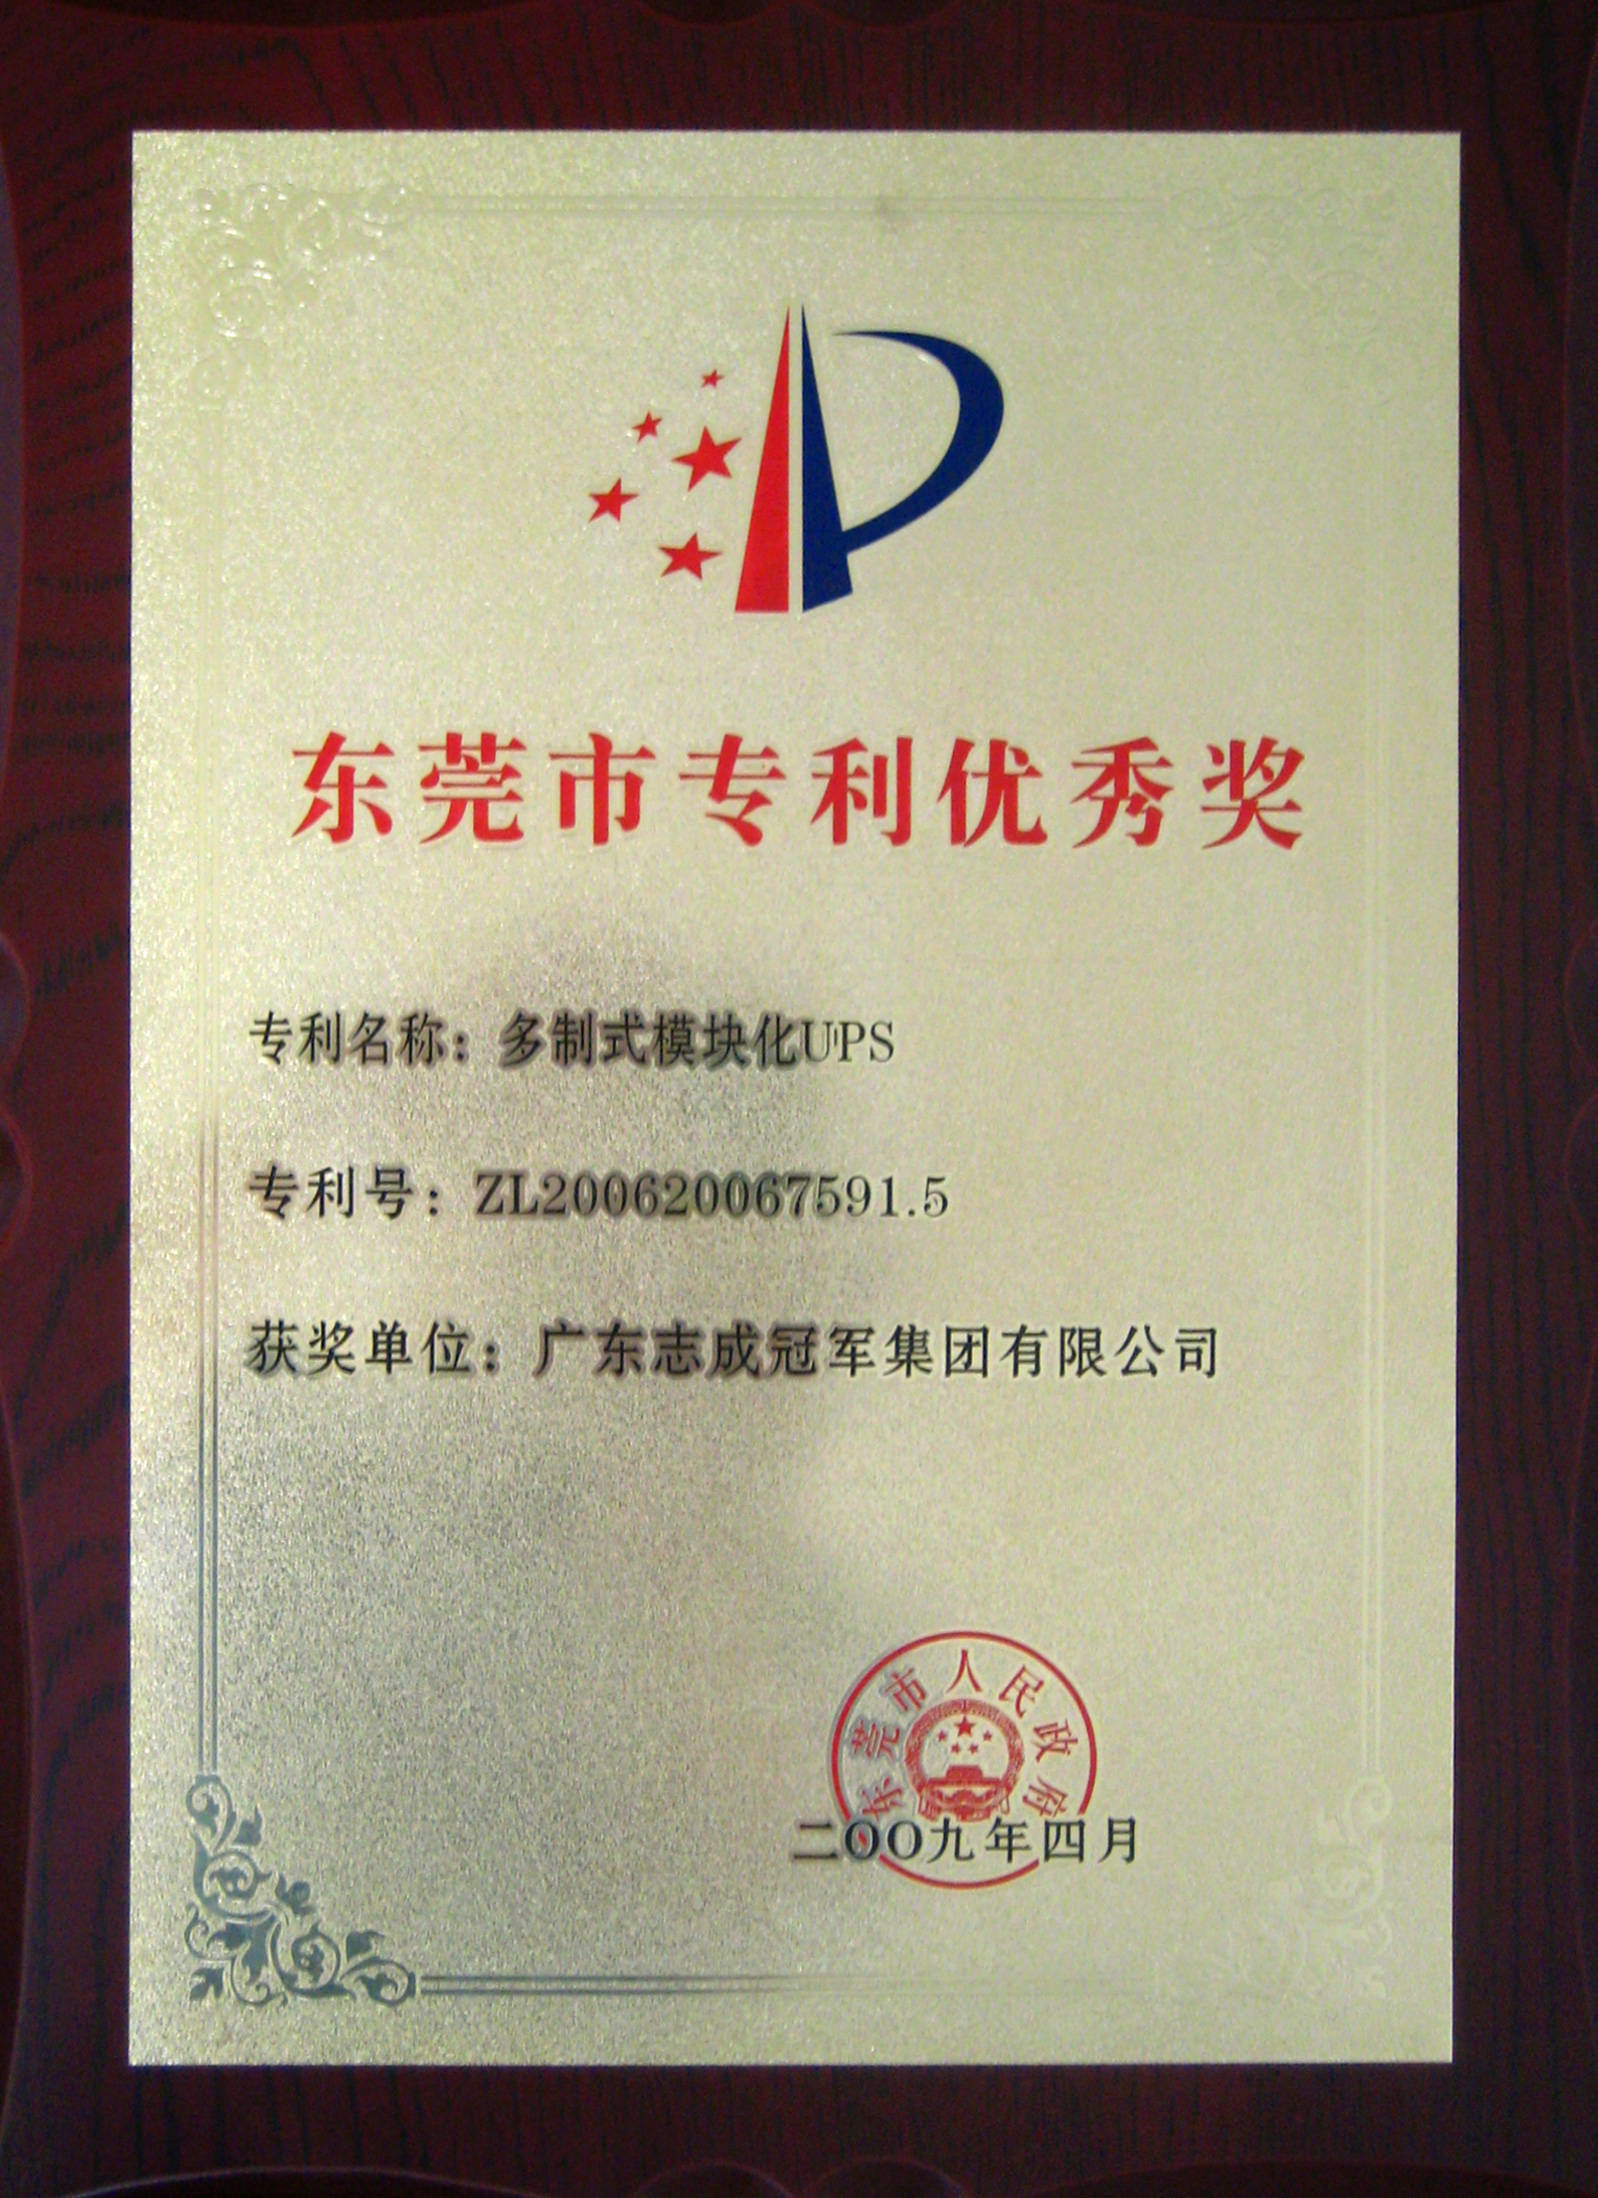 东莞市专利优秀奖
专利名称：多制式模块化UPS
专利号：ZL200620067591.5
获奖单位：广东志成冠军集团有限公司
东莞市人民政府
二〇〇九年四月